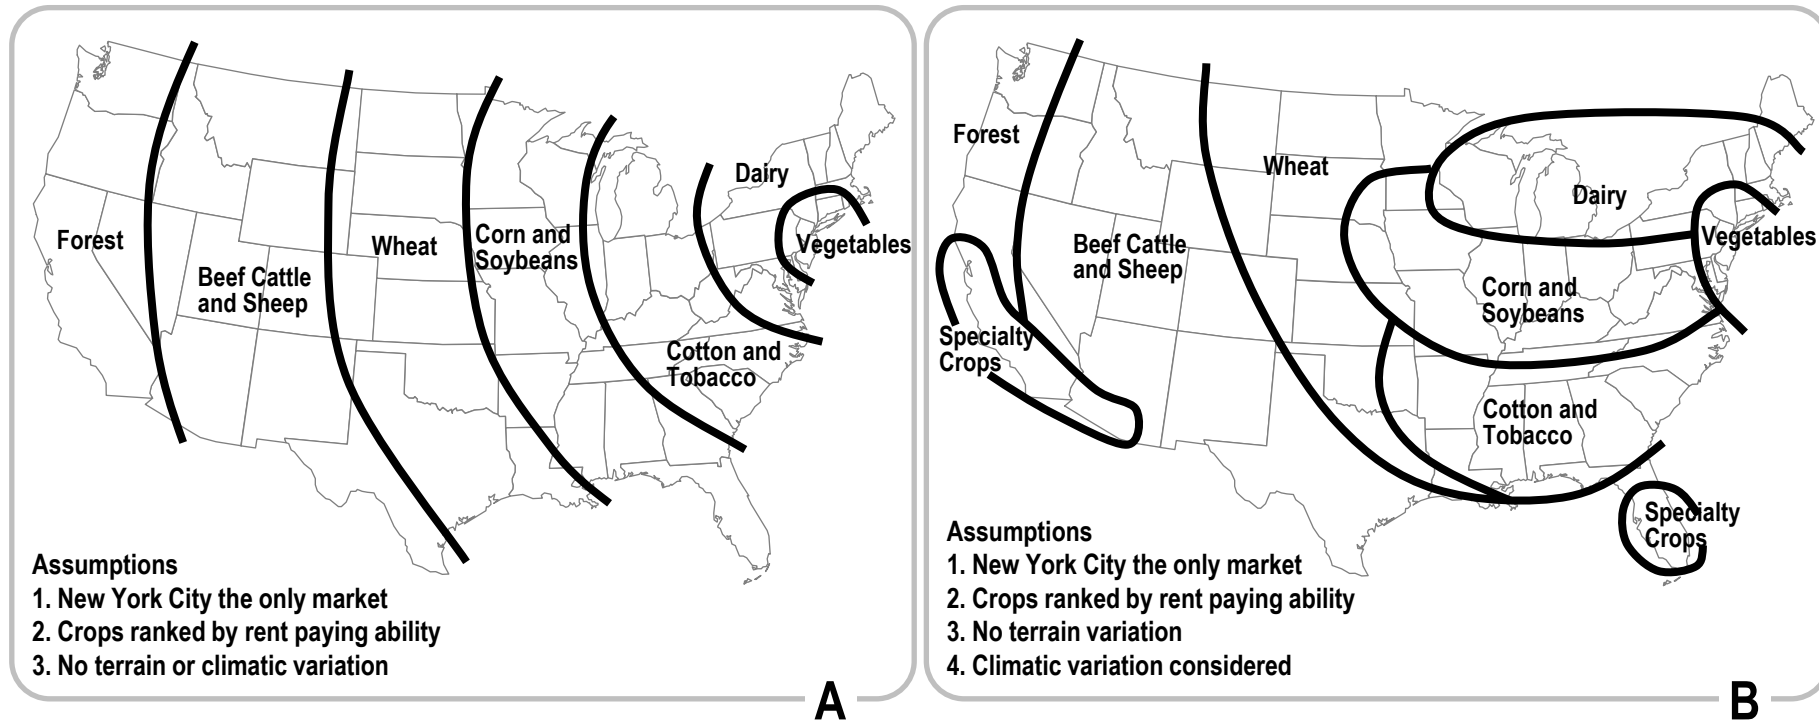 Forest
Beef Cattle
and Sheep
Wheat
Corn and
Soybeans
Dairy
Vegetables
Cotton and
Tobacco
Assumptions
1. New York City the only market
2. Crops ranked by rent paying ability
3. No terrain or climatic variation
A
Forest
Wheat
Dairy
Beef Cattle
and Sheep
Vegetables
Corn and
Soybeans
Specialty
Crops
Cotton and
Tobacco
Specialty
Crops
Assumptions
1. New York City the only market
2. Crops ranked by rent paying ability
3. No terrain variation
4. Climatic variation considered
B